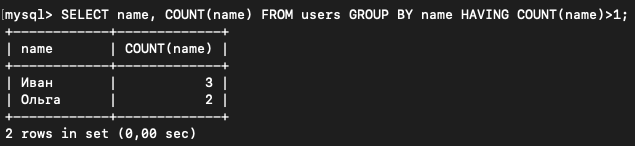 [mysql> SELECT name, COUNT(name) FROM users GROUP BY name HAVING COUNT(name)>1;
+------------+-------------+
| name       | COUNT(name) |
+------------+-------------+
| Иван       |           3 |
| Ольга      |           2 |
+------------+-------------+
2 rows in set (0,00 sec)